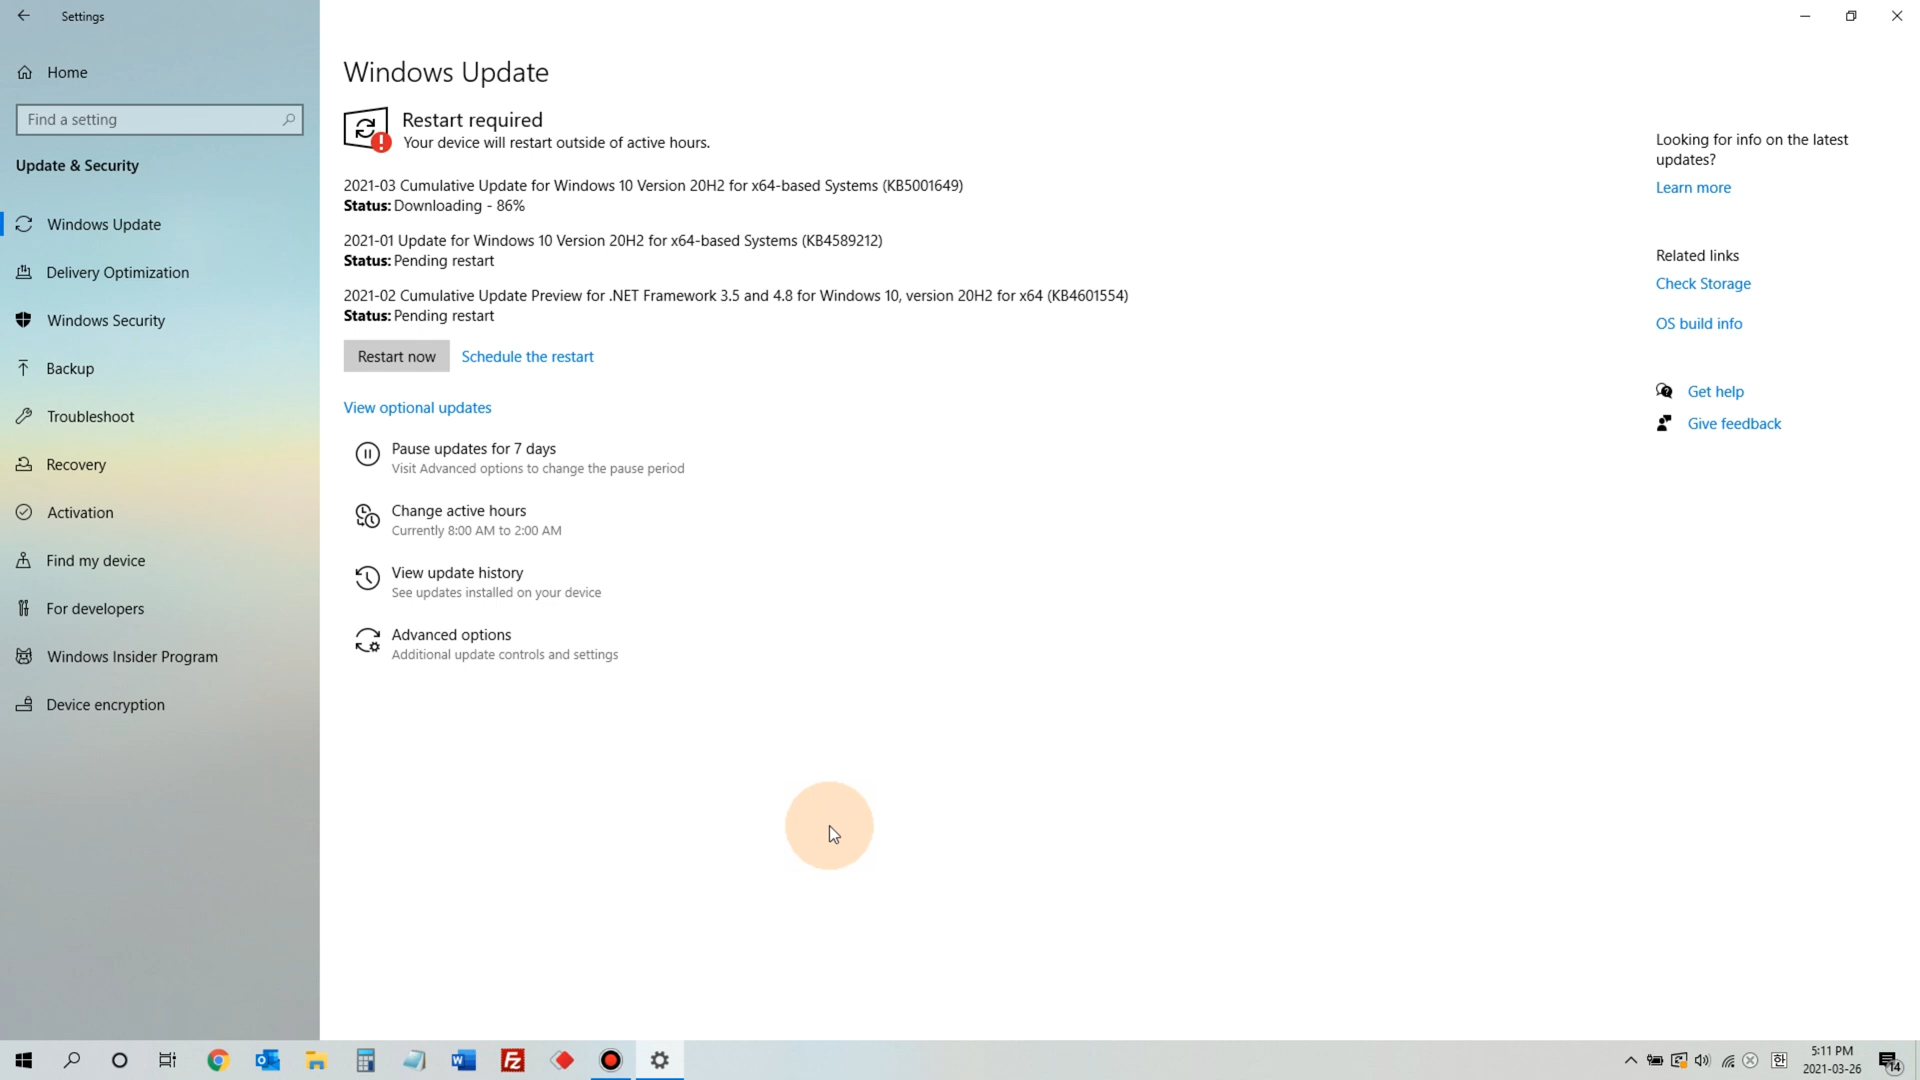 Settings
Home
Find a setting
Update & Security
Windows Update
Delivery Optimization
Windows Security
Backup
Troubleshoot
Recovery
Activation
Find my device
For developers
Windows Insider Program
Device encryption
Windows Update
Restart required
Your device will restart outside of active hours.
2021-03 Cumulative Update for Windows 10 Version 20H2 for x64-based Systems (KB5001649)
Status: Downloading - 86%
2021-01 Update for Windows 10 Version 20H2 for x64-based Systems (KB4589212)
Status: Pending restart
2021-02 Cumulative Update Preview for .NET Framework 3.5 and 4.8 for Windows 10, version 20H2 for x64 (KB4601554)
Status: Pending restart
Restart now Schedule the restart
View optional updates
Pause updates for 7 days
Visit Advanced options to change the pause period
Change active hours
Currently 8:00 AM to 2:00 AM
View update history
See updates installed on your device
Advanced options
Additional update controls and settings
Looking for info on the latest
updates?
Learn more
Related links
Check Storage
OS build info
Get help
Give feedback
한
5:11 PM
2021-03-26
14